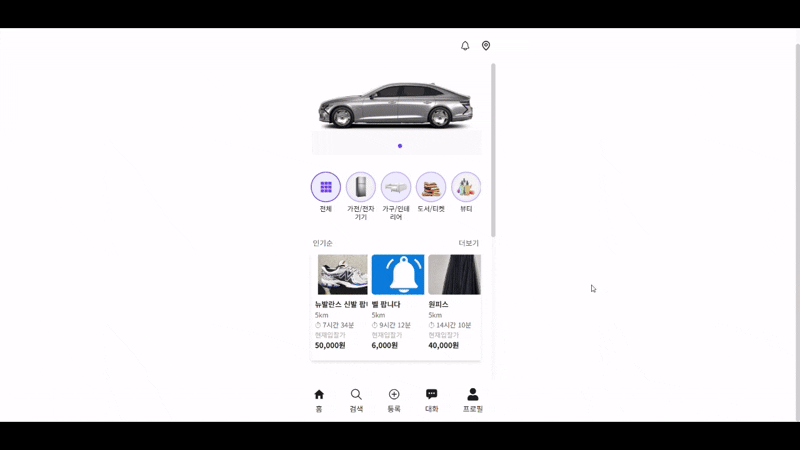 전체
가전/전자
기기
가구/인테
리어
도서/티켓
뷰티
인기순
더보기
뉴발란스 신발 팝
벨 팝니다
원피스
5km
5km
5km
7시간 34분
9시간 12분
14시간 10분
현재입찰가
현재입찰가
현재입찰가
50,000원
6,000원
40,000원
홈
검색
등록
대화
프로필